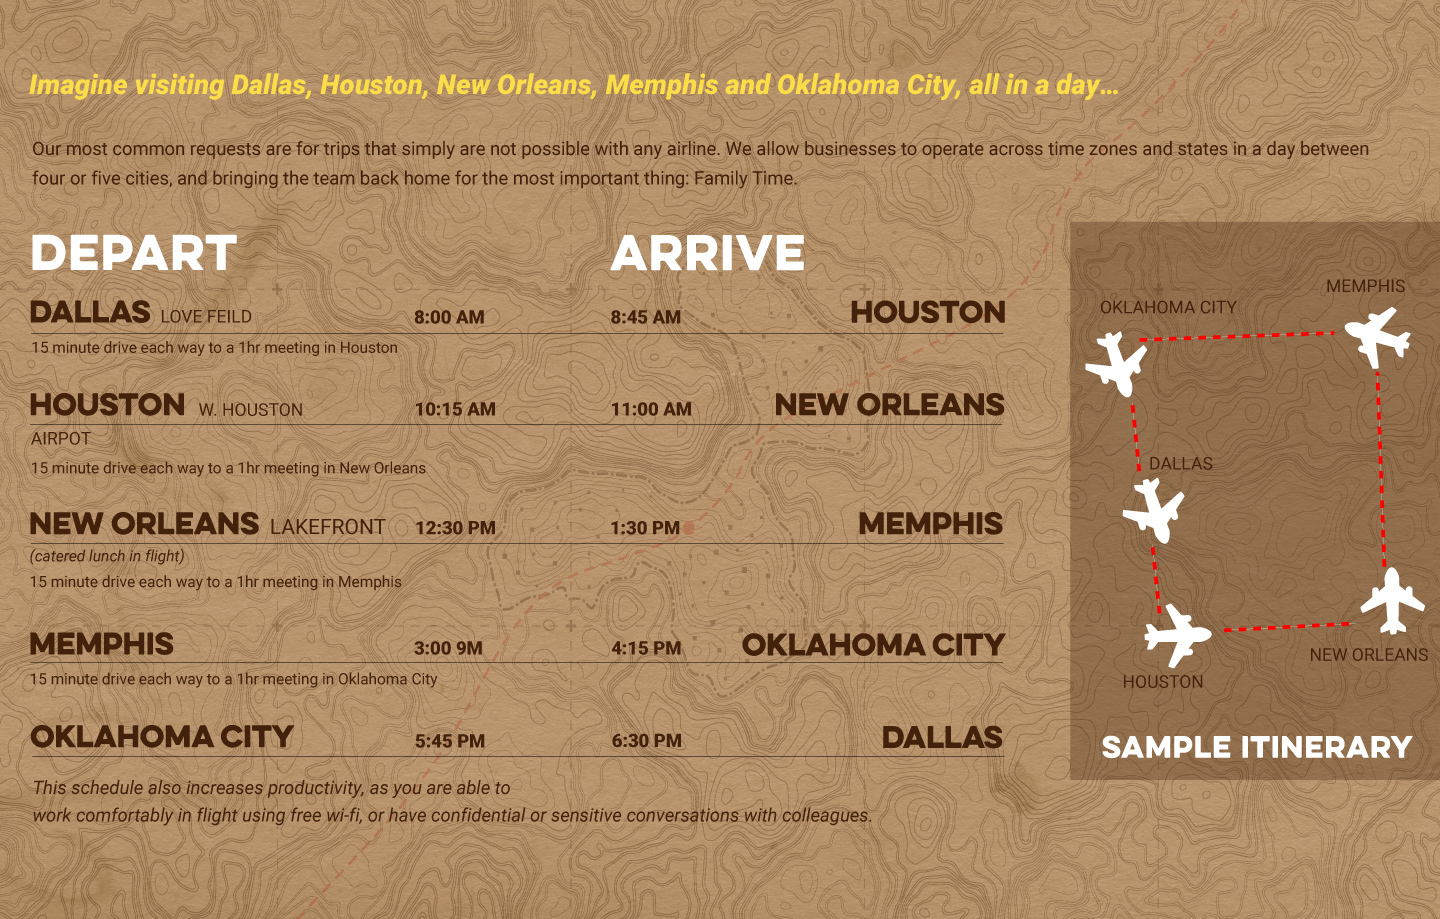 Imagine visiting Dallas, Houston, New Orleans, Memphis and Oklahoma City, all in a day...
Our most common requests are for trips that simply are not possible with any airline. We allow businesses to operate across time zones and states in a day between
four or five cities, and bringing the team back home for the most important thing: Family Time.
DEPART ARRIVE
DALLAS LOVE FEILD 8:00 AM 8:45 AM HOUSTON
15 minute drive each way to a 1hr meeting in Houston
HOUSTON W. HOUSTON 10:15 AM 11:00 AM NEW ORLEANS
AIRPOT
15 minute drive each way to a 1hr meeting in New Orleans
NEW ORLEANS LAKEFRONT 12:30 PM 1:30 PM MEMPHIS
(catered lunch in flight)
15 minute drive each way to a 1hr meeting in Memphis
MEMPHIS 3:00 9M 4:15 PM OKLAHOMA CITY
15 minute drive each way to a 1hr meeting in Oklahoma City
OKLAHOMA CITY 5:45 PM 6:30 PM DALLAS
This schedule also increases productivity, as you are able to
work comfortably in flight using free wi-fi, or have confidential or sensitive conversations with colleagues.
MEMPHIS
OKLAHOMA CITY
DALLAS
NEW ORLEANS
HOUSTON
SAMPLE ITINERARY